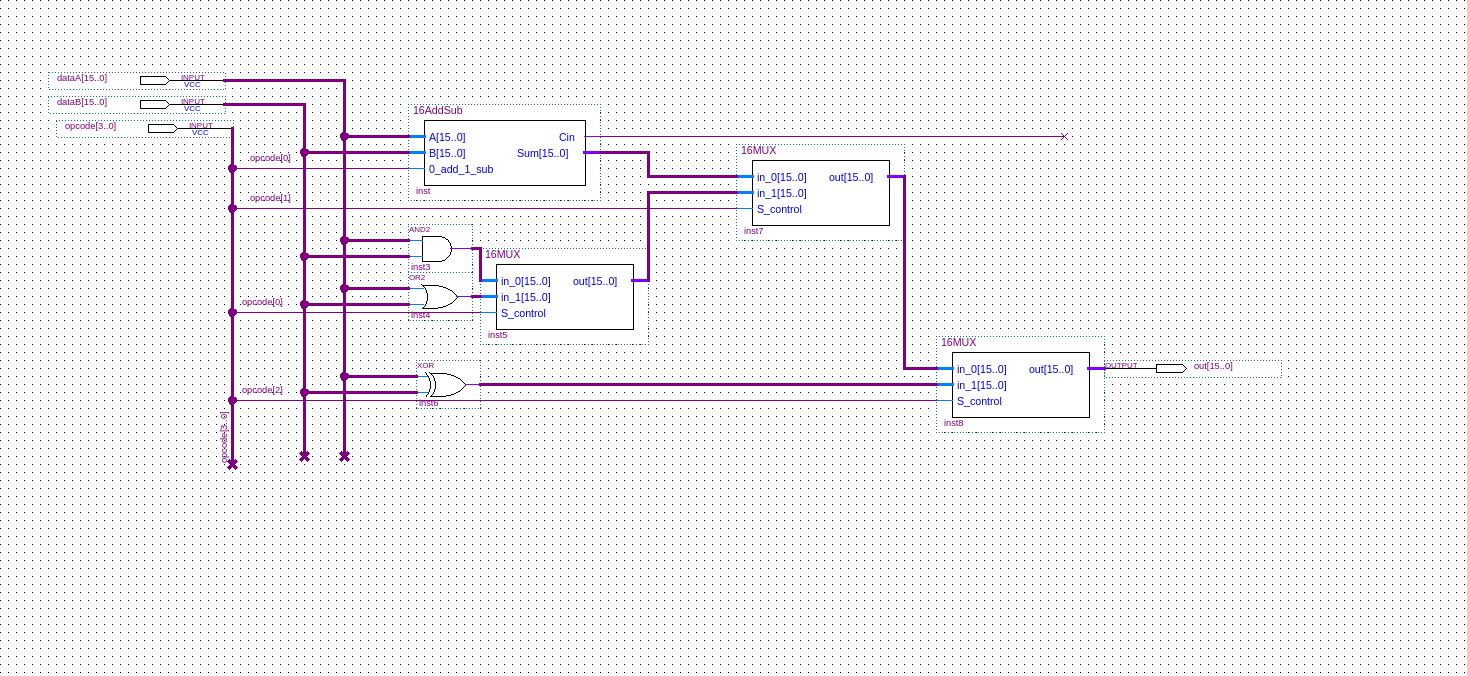 dataA[15..0]
INPUT
VCC
dataB[15..0]
INPUT
VCC
opcode[3..0]
INPUT
VCC
16AddSub
A[15..0]
Cin
B[15..0]
Sum[15..0]
0_add_1_sub
inst
opcode[0]
opcode[1]
16MUX
in_0[15..0]
out[15..0]
in_1[15..0]
S_control
inst7
AND2
inst3
16MUX
in_0[15..0]
out[15..0]
in_1[15..0]
S_control
inst5
OR2
inst4
opcode[0]
XOR
inst6
opcode[2]
opcode[3..0]
16MUX
in_0[15..0]
out[15..0]
in_1[15..0]
S_control
inst8
OUTPUT
out[15..0]